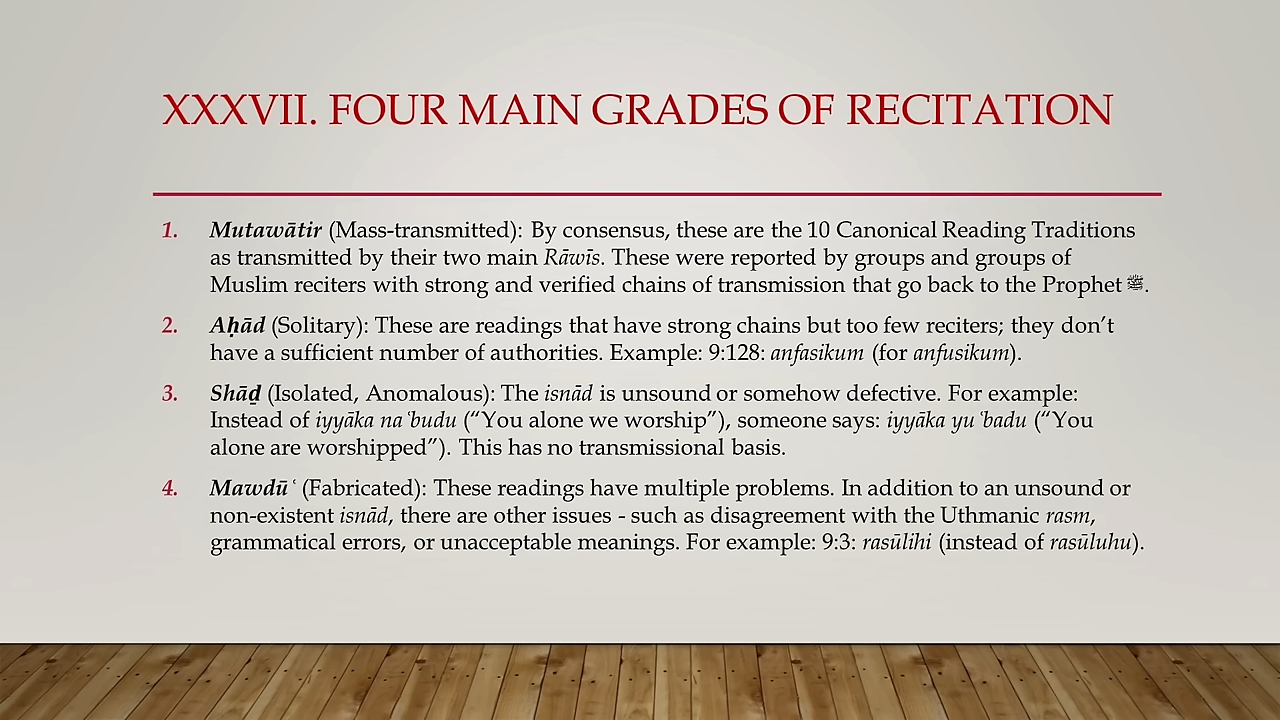 XXXVII. FOUR MAIN GRADES OF RECITATION
1. Mutawātir (Mass-transmitted): By consensus, these are the 10 Canonical Reading Traditions
as transmitted by their two main Rāwīs. These were reported by groups and groups of
Muslim reciters with strong and verified chains of transmission that go back to the Prophet ﷺ.
2. Aḥād (Solitary): These are readings that have strong chains but too few reciters; they don’t
have a sufficient number of authorities. Example: 9:128: anfasikum (for anfusikum).
3. Shāḏ (Isolated, Anomalous): The isnād is unsound or somehow defective. For example:
Instead of iyyāka naʿbudu (“You alone we worship”), someone says: iyyāka yuʿbadu (“You
alone are worshipped”). This has no transmissional basis.
4. Mawdūʿ (Fabricated): These readings have multiple problems. In addition to an unsound or
non-existent isnād, there are other issues - such as disagreement with the Uthmanic rasm,
grammatical errors, or unacceptable meanings. For example: 9:3: rasūlihi (instead of rasūluhu).